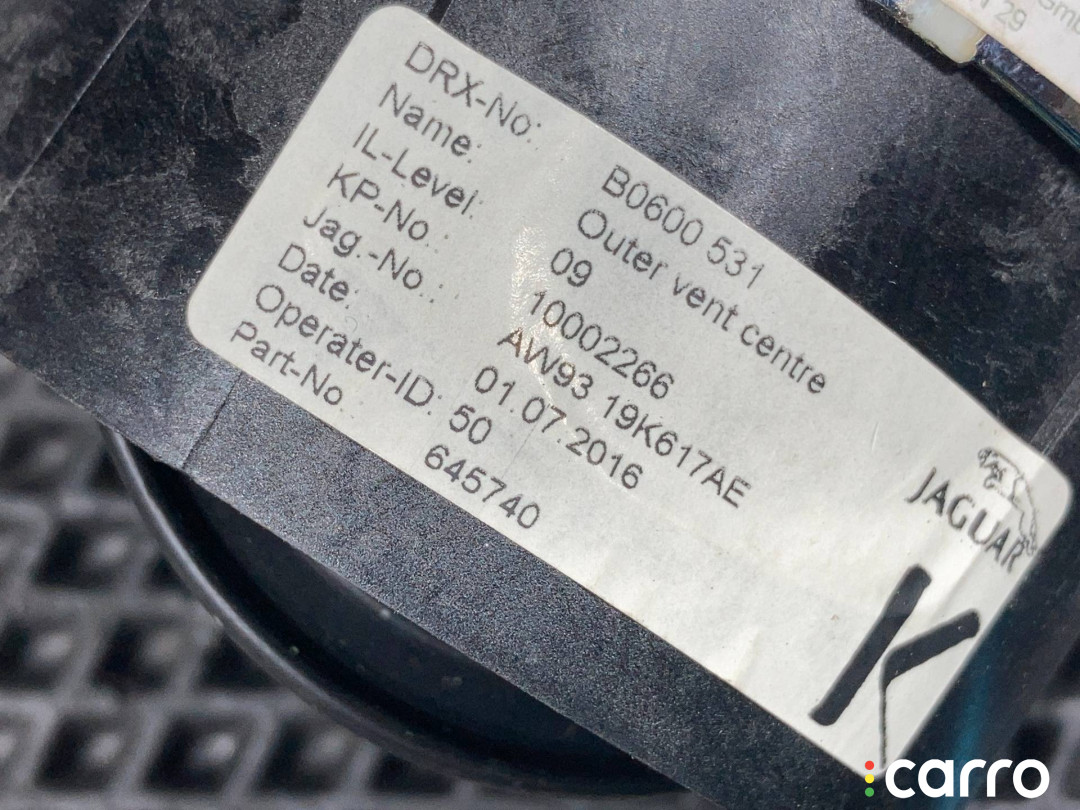 DRX-No: B0600 531
Name: Outer vent centre
IL-Level: 09
KP-No.: 10002266
Jag.-No.: AW93 19K617AE
Date: 01.07.2016
Operater-ID: 50
Part-No. 645740
JAGUAR
K
29
carro